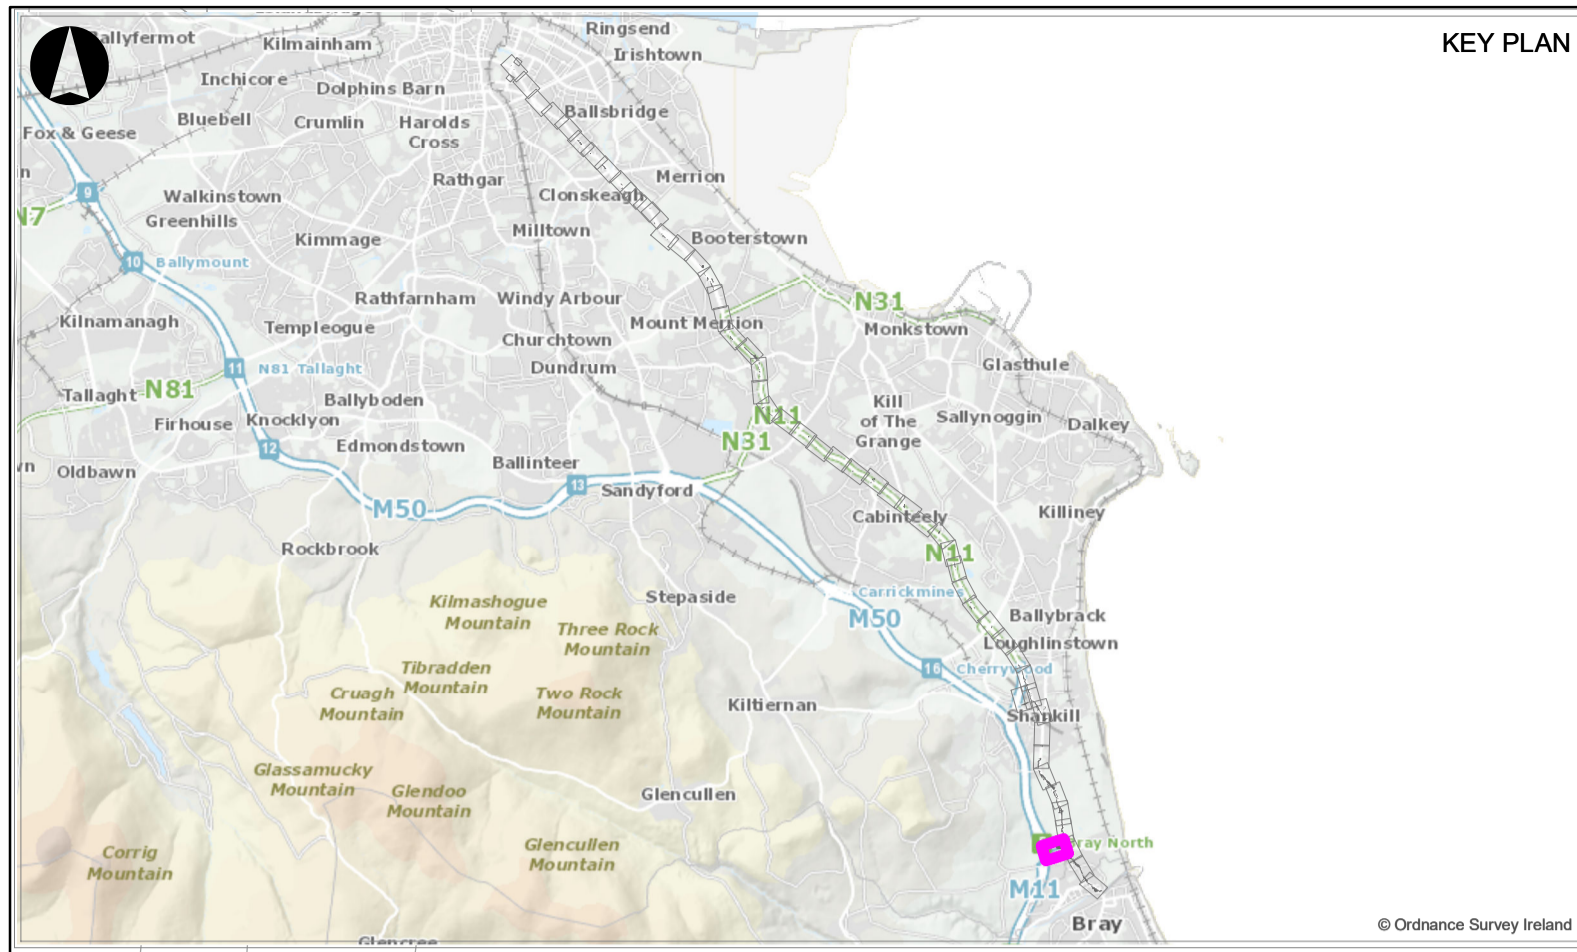 KEY PLAN
Ringsend
Irishtown
Kilmainham
Inchicore
Dolphins Barn
Ballsbridge
Bluebell
Crumlin
Harolds
Cross
Fox & Geese
9
Walkinstown
Rathgar
Clonskeagh
Merrion
N7
Greenhills
Kimmage
Milltown
Booterstown
10
Ballymount
Rathfarnham
Windy Arbour
N31
Kilnamanagh
Templeogue
Mount Merrion
Monkstown
Churchtown
11
N81 Tallaght
Dundrum
Glasthule
Tallaght
N81
Ballyboden
Kill
of The
Grange
Firhouse
Knocklyon
N11
Sallynoggin
Dalkey
12
Edmondstown
N31
Oldbawn
Ballinteer
13
Sandyford
M50
Cabinteely
Killiney
Rockbrook
N11
Kilmashogue
Mountain
Stepaside
Carrickmines
M50
Ballybrack
Three Rock
Mountain
Loughlinstown
Tibradden
Mountain
16
Cherrywood
Cruagh
Mountain
Two Rock
Mountain
Kiltiernan
Shankill
Glassamucky
Mountain
Glendoo
Mountain
Glencullen
Glencullen
Mountain
Corrig
Mountain
M11
Bray
© Ordnance Survey Ireland